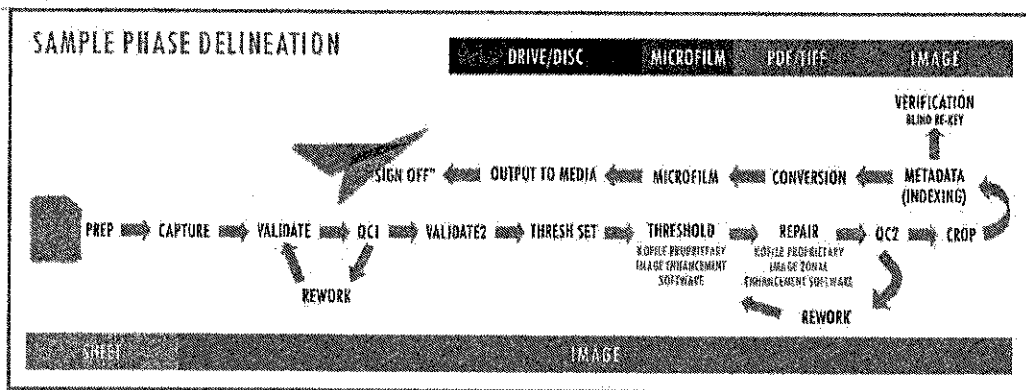 SAMPLE PHASE DELINEATION
DRIVE/DISC MICROFILM PDF/TIFF IMAGE
VERIFICATION
BLIND RE-KEY
"SIGN OFF" OUTPUT TO MEDIA MICROFILM CONVERSION METADATA
(INDEXING)
PREP CAPTURE VALIDATE QC1 VALIDATE2 THRESH SET THRESHOLD REPAIR QC2 CROP
KOFILE PROPRIETARY
IMAGE ENHANCEMENT
SOFTWARE
KOFILE PROPRIETARY
IMAGE ZONAL
ENHANCEMENT SOFTWARE
REWORK
REWORK
SHEET IMAGE